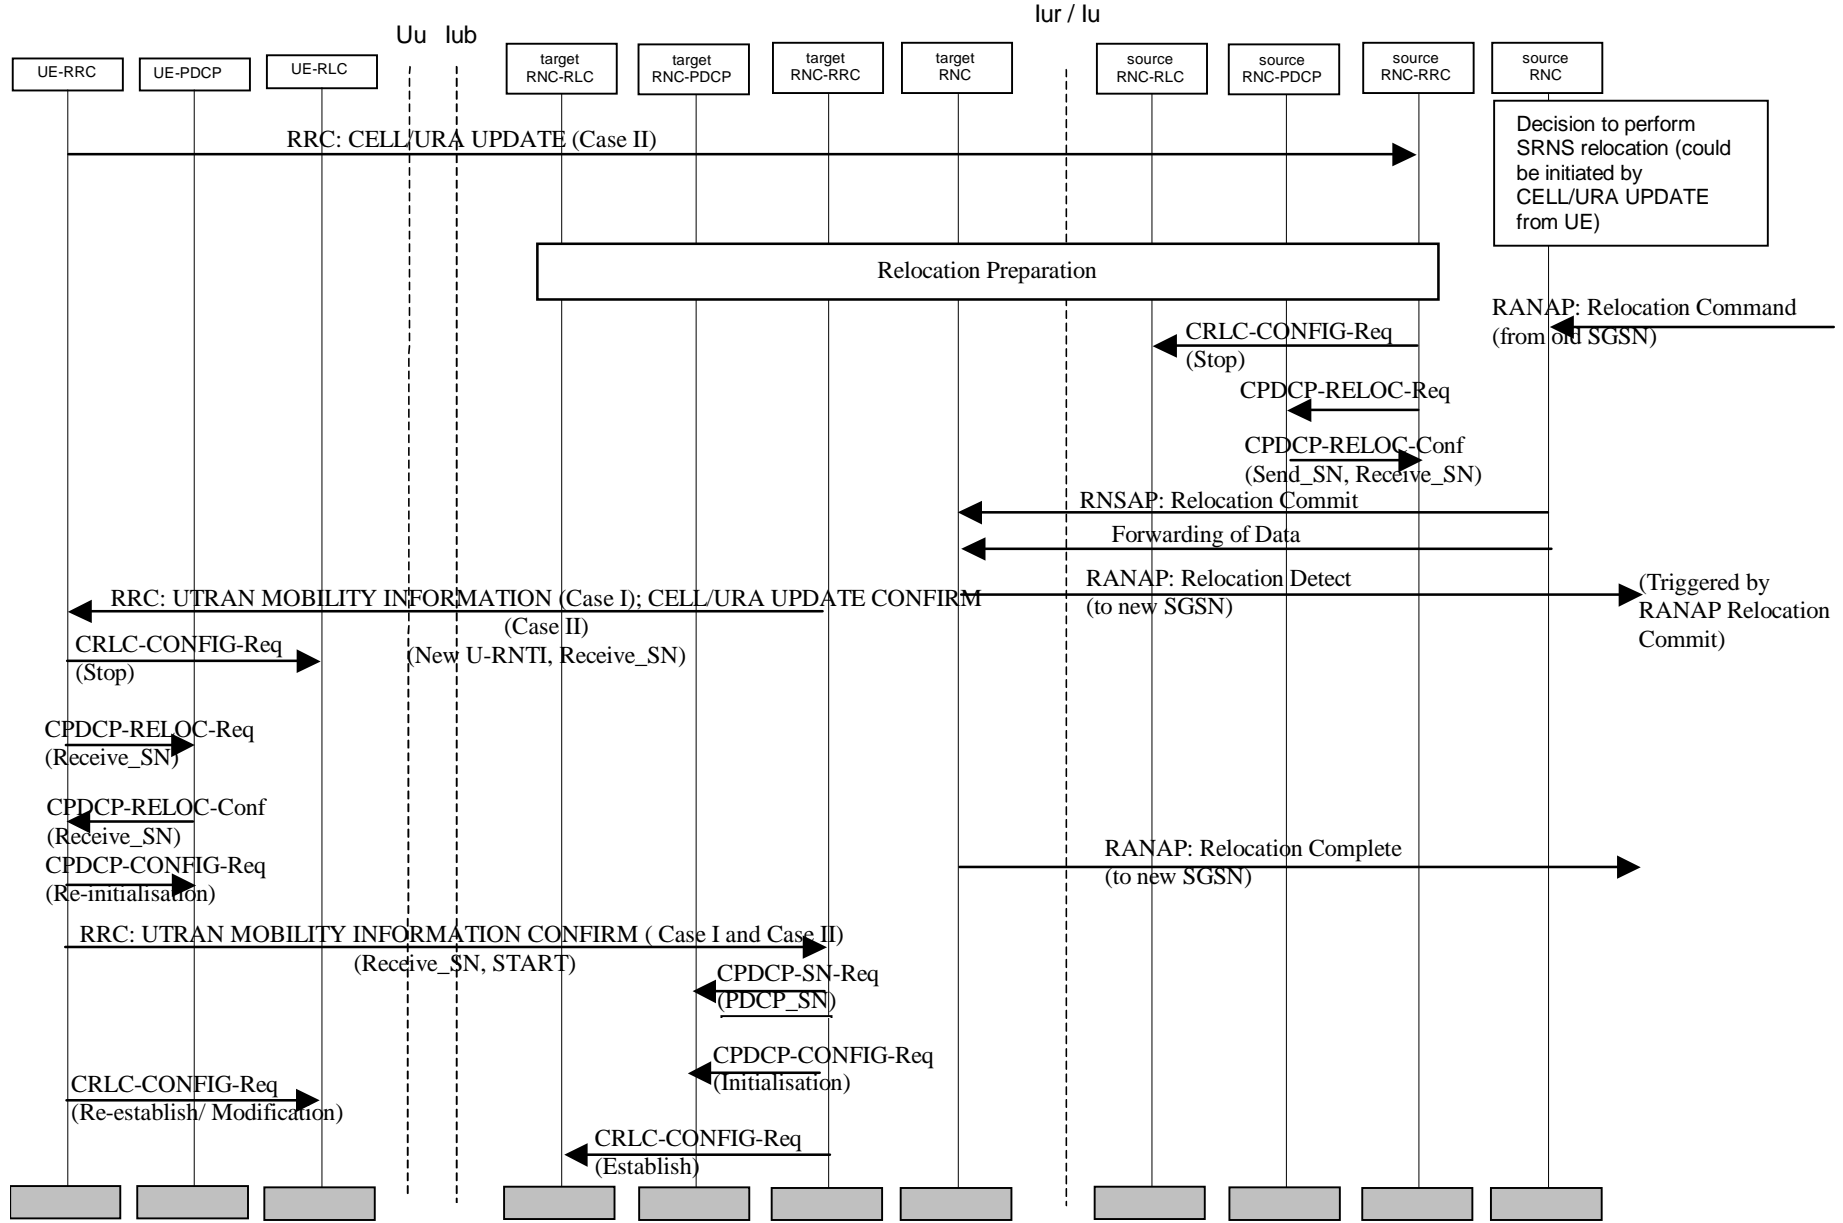 Iur / Iu
Uu Iub
UE-RRC
UE-PDCP
UE-RLC
target
RNC-RLC
target
RNC-PDCP
target
RNC-RRC
target
RNC
source
RNC-RLC
source
RNC-PDCP
source
RNC-RRC
source
RNC
Decision to perform
SRNS relocation (could
be initiated by
CELL/URA UPDATE
from UE)
RRC: CELL/URA UPDATE (Case II)
Relocation Preparation
RANAP: Relocation Command
(from old SGSN)
CRLC-CONFIG-Req
(Stop)
CPDCP-RELOC-Req
CPDCP-RELOC-Conf
(Send_SN, Receive_SN)
RNSAP: Relocation Commit
Forwarding of Data
RANAP: Relocation Detect
(to new SGSN)
(Triggered by
RANAP Relocation
Commit)
RRC: UTRAN MOBILITY INFORMATION (Case I); CELL/URA UPDATE CONFIRM
(Case II)
(New U-RNTI, Receive_SN)
CRLC-CONFIG-Req
(Stop)
CPDCP-RELOC-Req
(Receive_SN)
CPDCP-RELOC-Conf
(Receive_SN)
CPDCP-CONFIG-Req
(Re-initialisation)
RANAP: Relocation Complete
(to new SGSN)
RRC: UTRAN MOBILITY INFORMATION CONFIRM ( Case I and Case II)
(Receive_SN, START)
CPDCP-SN-Req
(PDCP_SN)
CPDCP-CONFIG-Req
(Initialisation)
CRLC-CONFIG-Req
(Re-establish/ Modification)
CRLC-CONFIG-Req
(Establish)